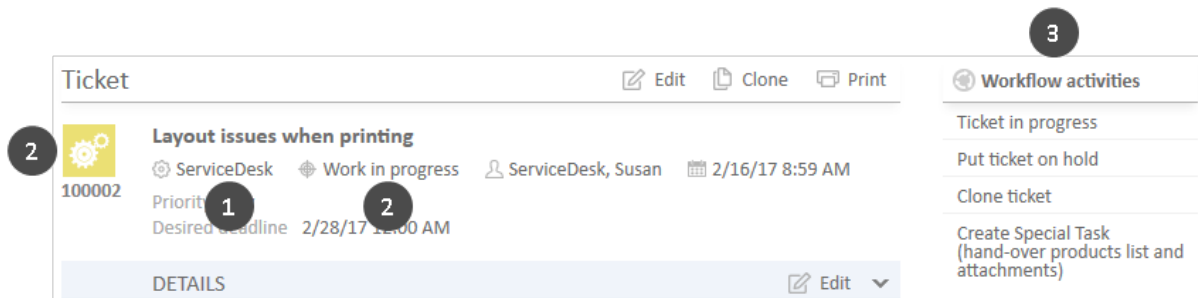 3
Ticket
Edit
Clone
Print
Workflow activities
2
100002
Layout issues when printing
ServiceDesk
Work in progress
ServiceDesk, Susan
2/16/17 8:59 AM
1
2
Desired deadline 2/28/17 12:00 AM
DETAILS
Edit
Ticket in progress
Put ticket on hold
Clone ticket
Create Special Task
(hand-over products list and
attachments)